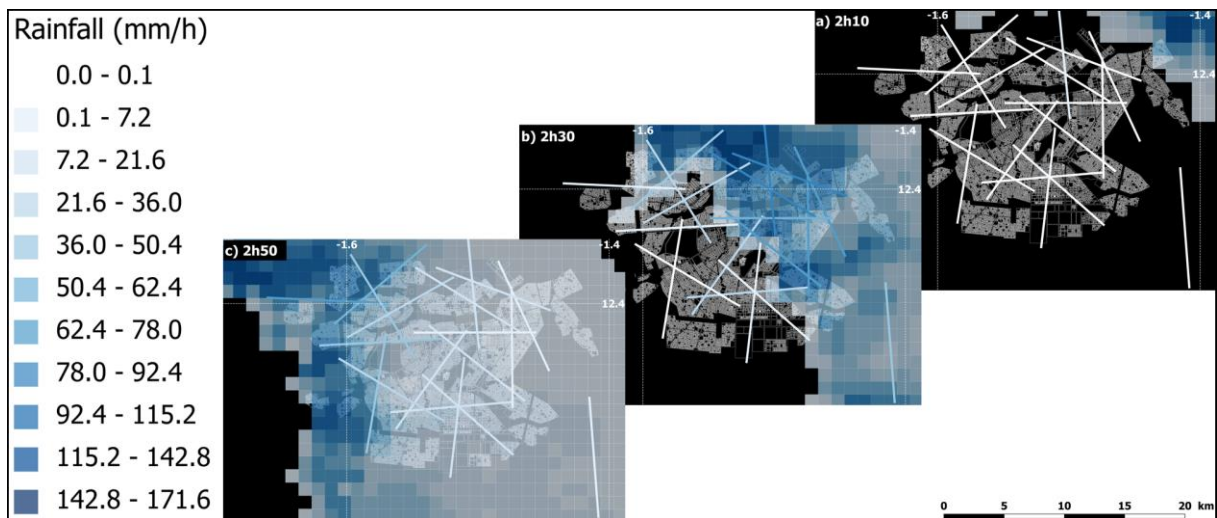 Rainfall (mm/h)
0.0 - 0.1
0.1 - 7.2
7.2 - 21.6
21.6 - 36.0
36.0 - 50.4
50.4 - 62.4
62.4 - 78.0
78.0 - 92.4
92.4 - 115.2
115.2 - 142.8
142.8 - 171.6
a) 2h10
-1.6
-1.4
12.4
b) 2h30
-1.6
-1.4
12.4
c) 2h50
-1.6
-1.4
12.4
0 5 10 15 20 km